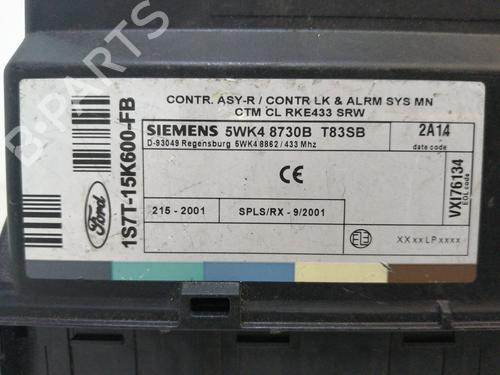 B-PARTS
CONTR. ASY-R / CONTR LK & ALRM SYS MN
CTM CL RKE433 SRW
SIEMENS 5WK4 8730B T83SB
D-93049 Regensburg 5WK4 8862 / 433 Mhz
2A14
CE
215 - 2001
SPLS/RX - 9/2001
XXxxLPxxxx
VXI76134
EOL code
Ford
1S7T-15K600-FB